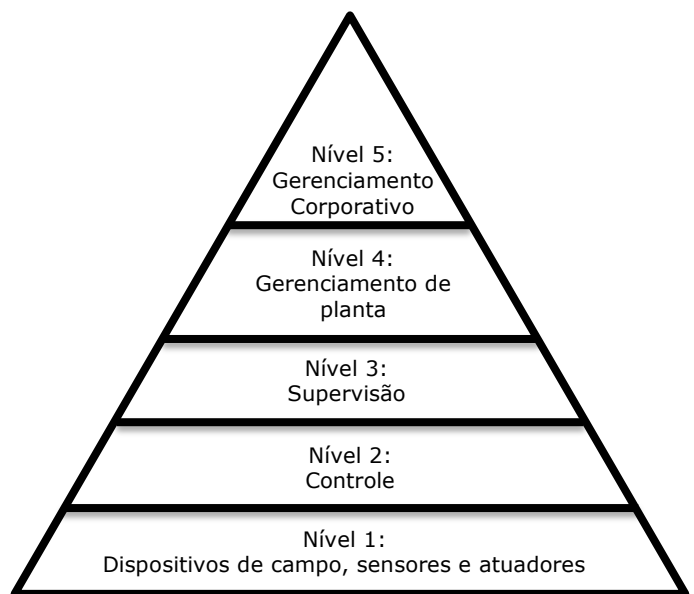 Nível 5:
Gerenciamento
Corporativo
Nível 4:
Gerenciamento de
planta
Nível 3:
Supervisão
Nível 2:
Controle
Nível 1:
Dispositivos de campo, sensores e atuadores